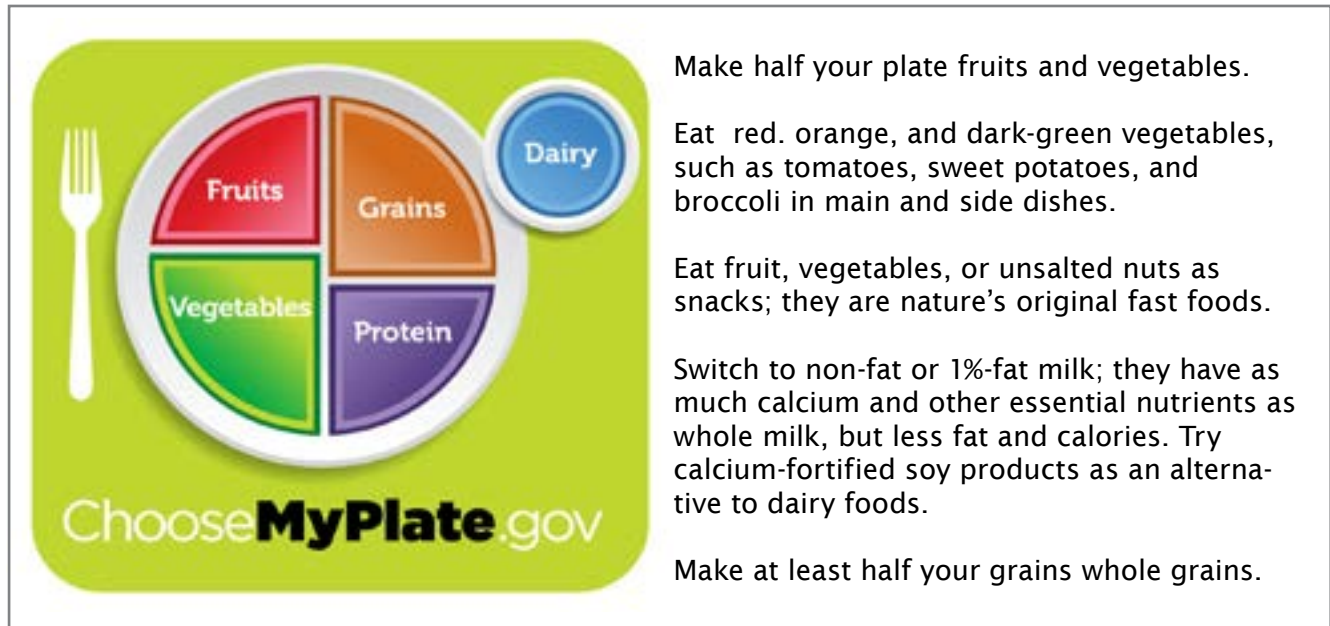 Fruits
Grains
Dairy
Vegetables
Protein
ChooseMyPlate.gov
Make half your plate fruits and vegetables.
Eat  red. orange, and dark-green vegetables,
such as tomatoes, sweet potatoes, and
broccoli in main and side dishes.
Eat fruit, vegetables, or unsalted nuts as
snacks; they are nature's original fast foods.
Switch to non-fat or 1%-fat milk; they have as
much calcium and other essential nutrients as
whole milk, but less fat and calories. Try
calcium-fortified soy products as an alterna-
tive to dairy foods.
Make at least half your grains whole grains.